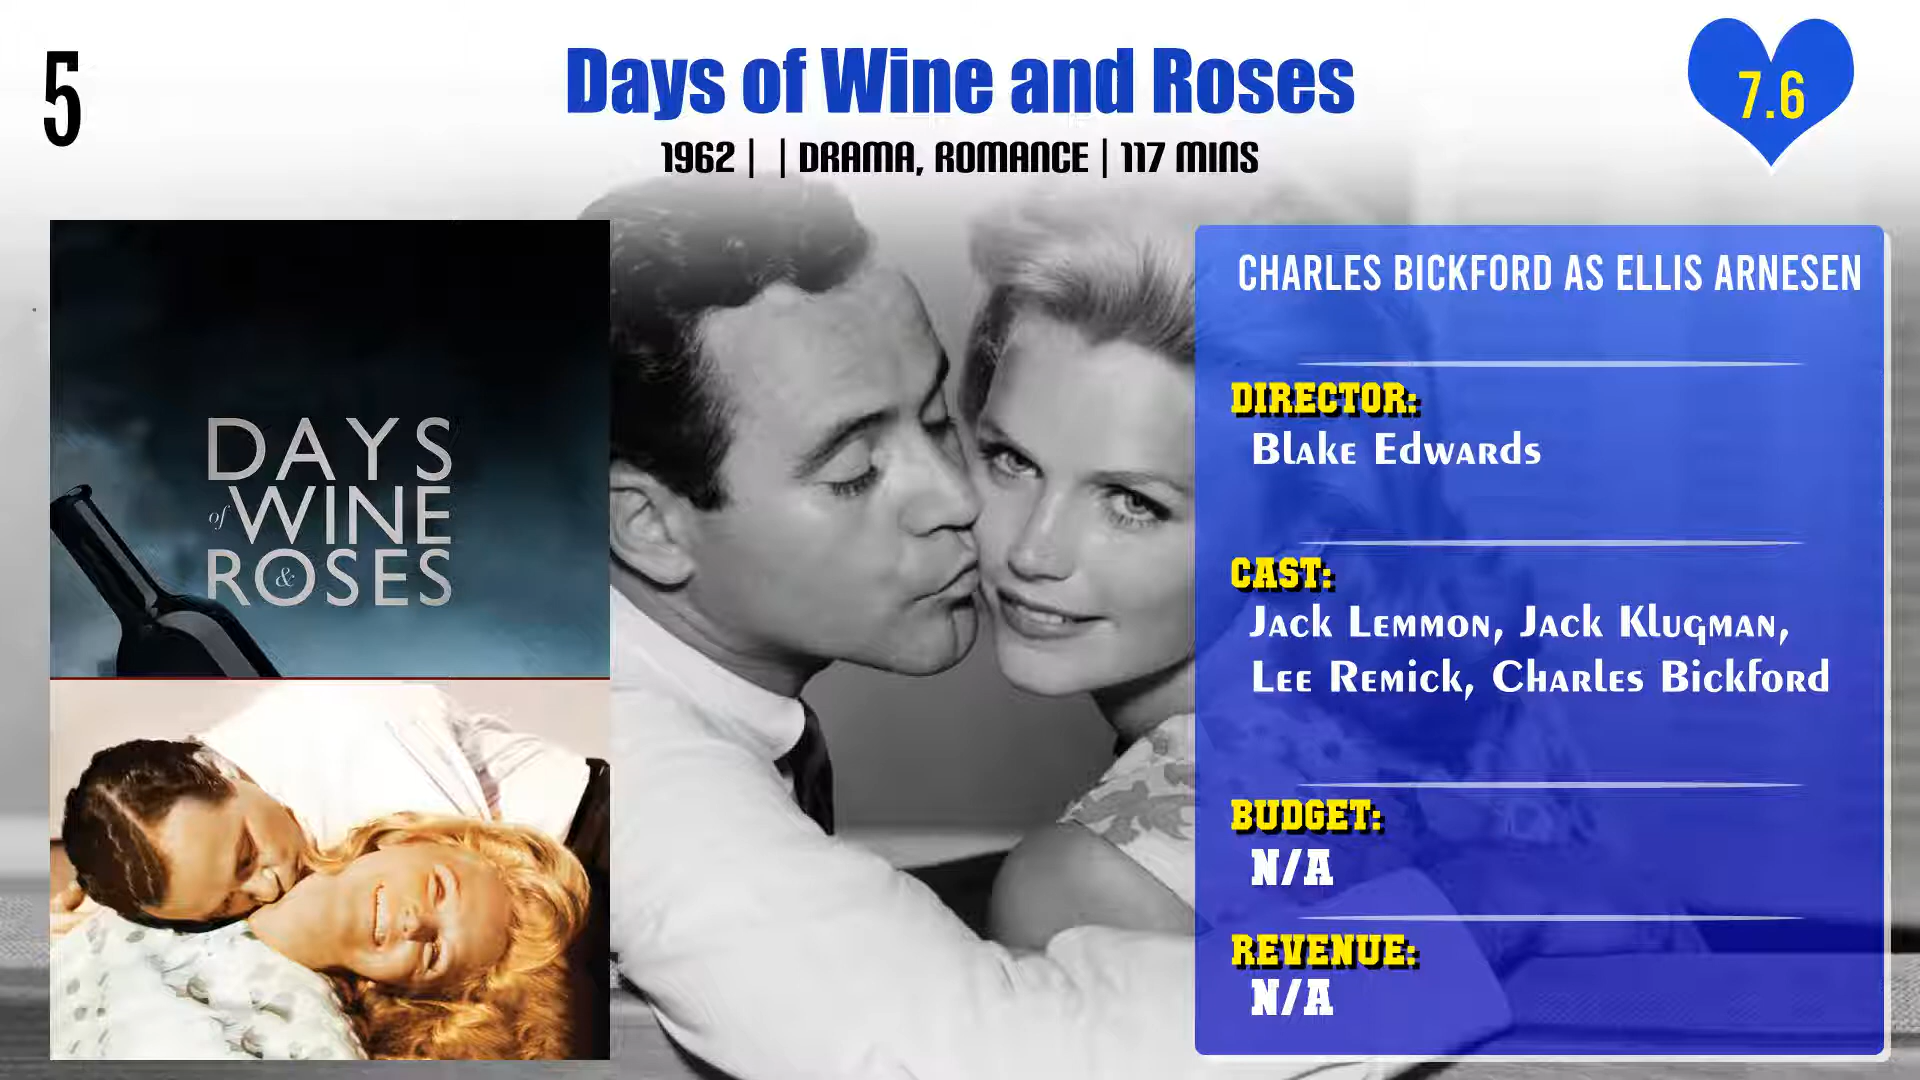 5
Days of Wine and Roses
7.6
1962 | | DRAMA, ROMANCE | 117 MINS
CHARLES BICKFORD AS ELLIS ARNESEN
DAYS
of WINE
& ROSES
DIRECTOR:
Blake Edwards
CAST:
Jack Lemmon, Jack Klugman,
Lee Remick, Charles Bickford
BUDGET:
N/A
REVENUE:
N/A